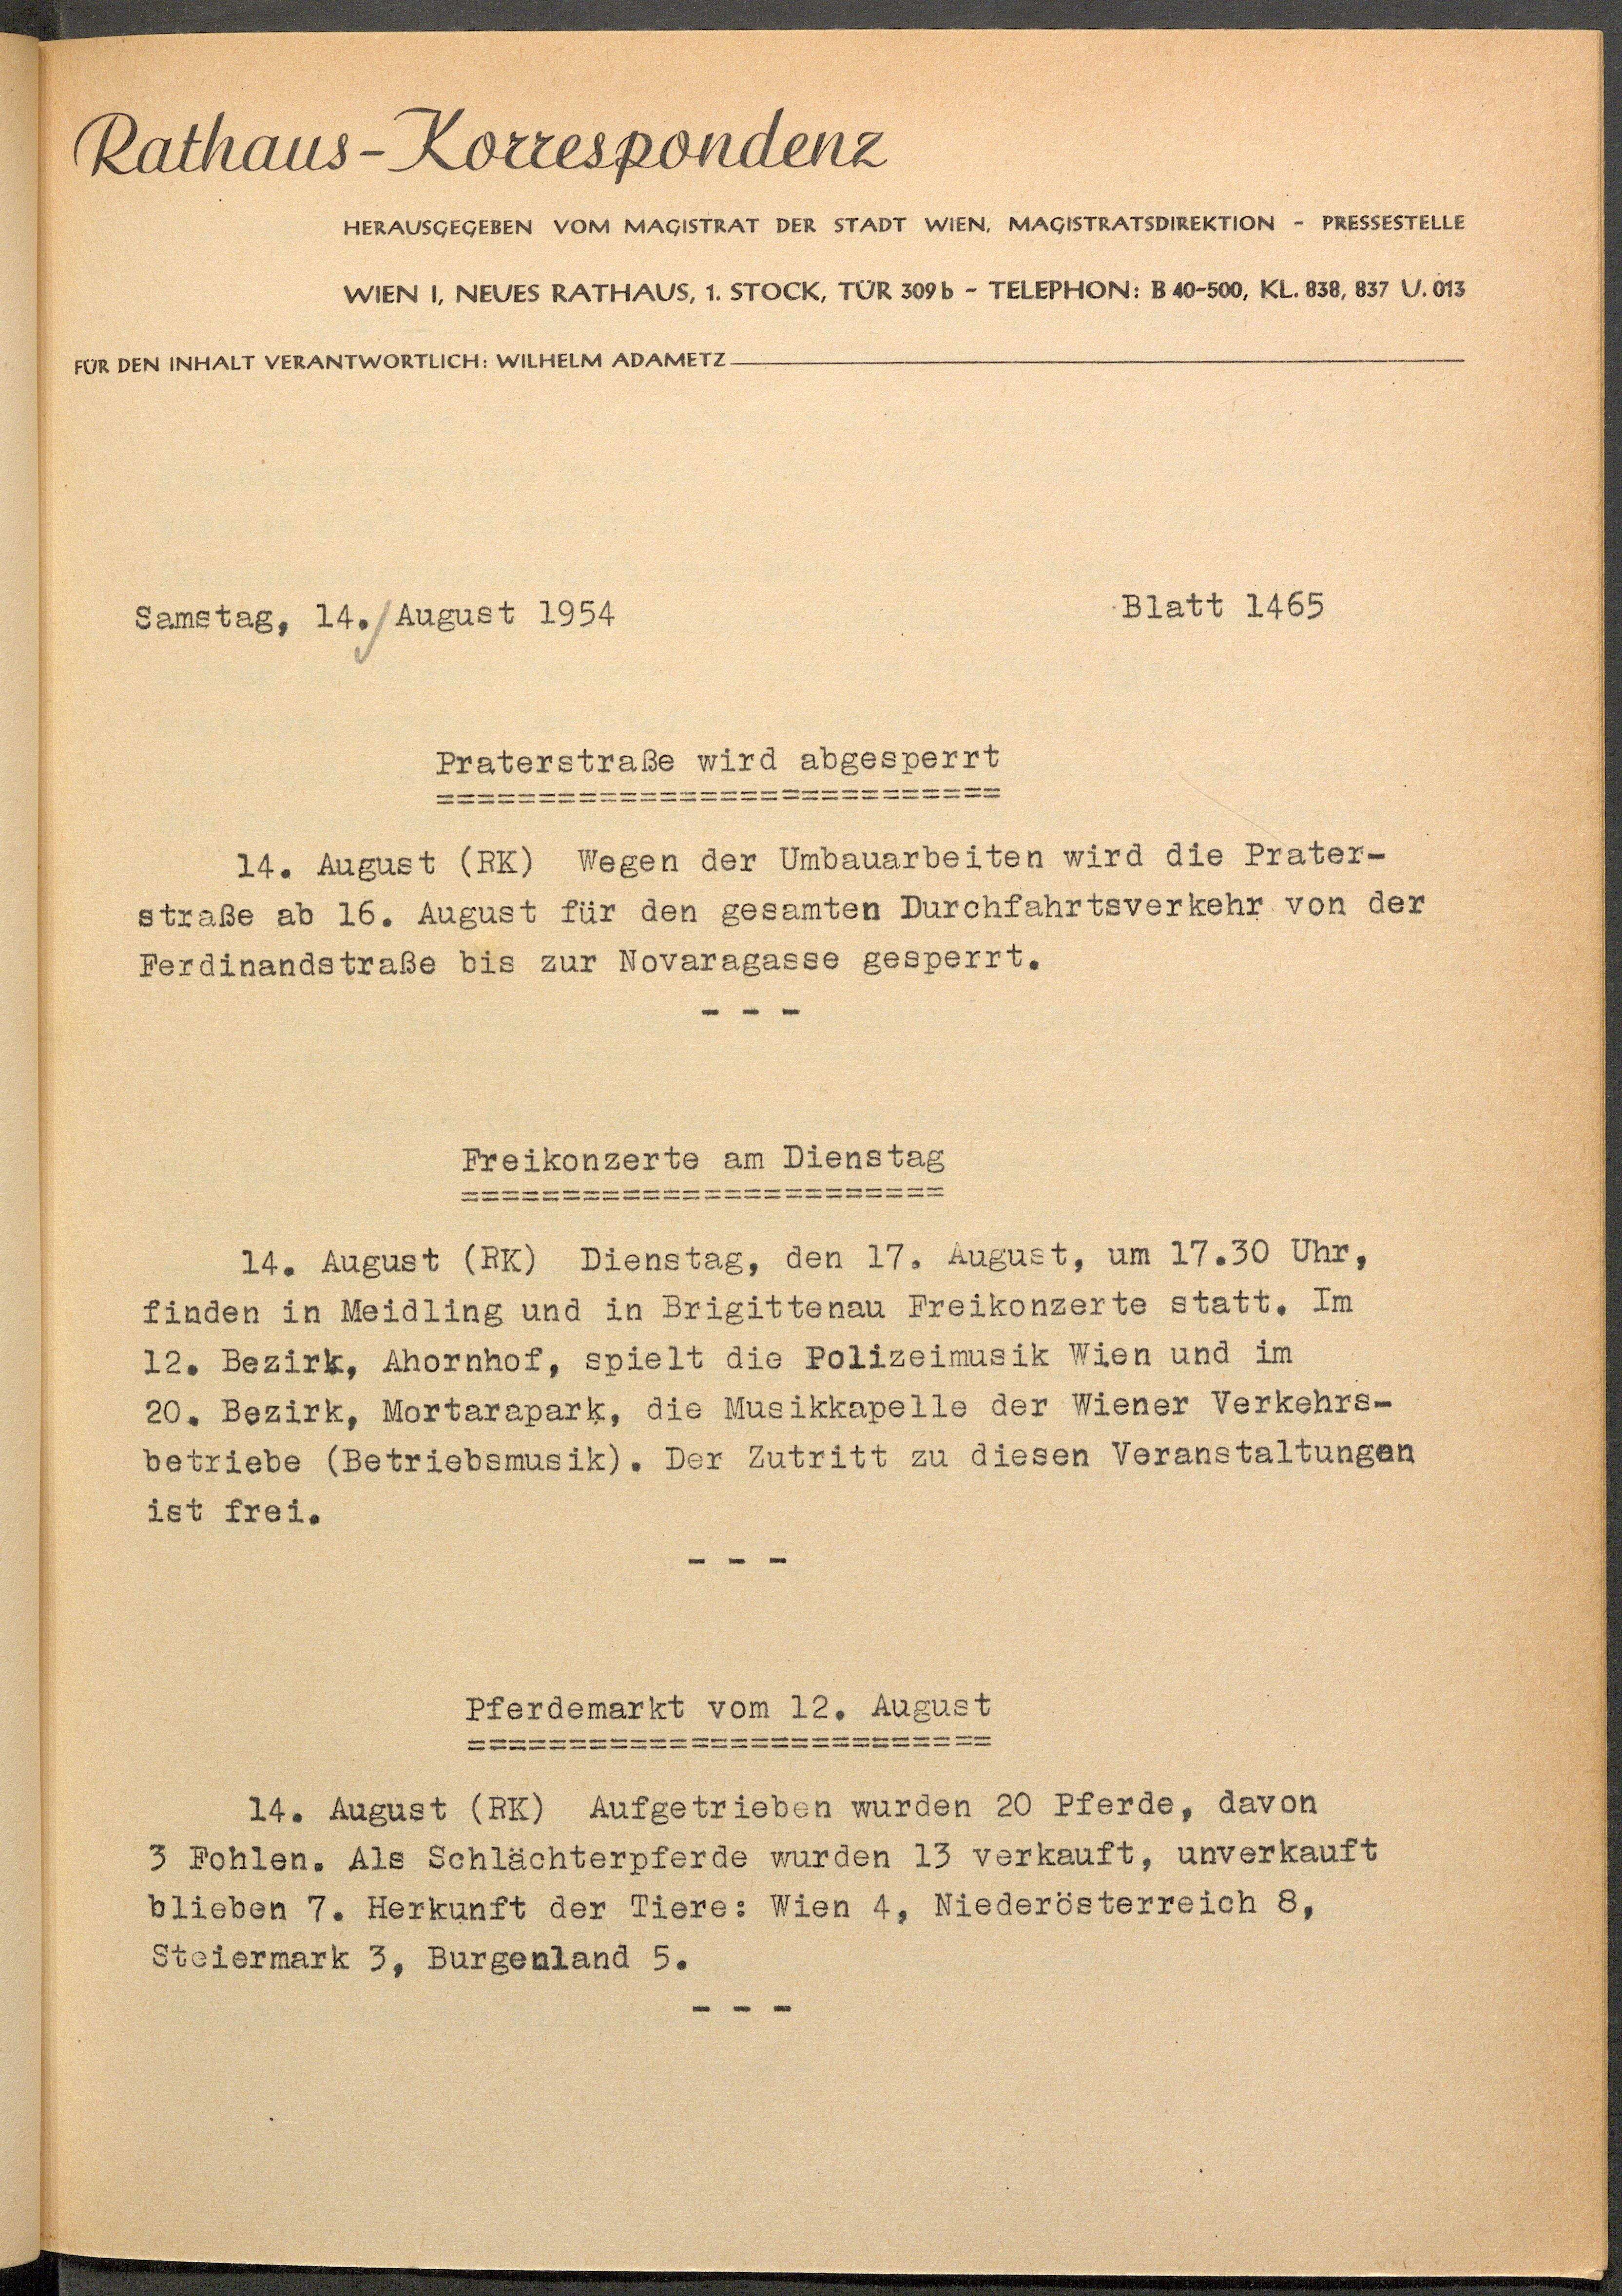 Rathaus-Korrespondenz
HERAUSGEGEBEN VOM MAGISTRAT DER STADT WIEN, MAGISTRATSDIREKTION - PRESSESTELLE
WIEN I, NEUES RATHAUS, 1. STOCK, TÜR 309 b - TELEPHON: B 40-500, KL. 838, 837 U. 013
FÜR DEN INHALT VERANTWORTLICH: WILHELM ADAMETZ
Samstag, 14. August 1954
Blatt 1465
Praterstraße wird abgesperrt
============================
14. August (RK) Wegen der Umbauarbeiten wird die Prater-
straße ab 16. August für den gesamten Durchfahrtsverkehr von der
Ferdinandstraße bis zur Novaragasse gesperrt.
- - -
Freikonzerte am Dienstag
========================
14. August (RK) Dienstag, den 17. August, um 17.30 Uhr,
finden in Meidling und in Brigittenau Freikonzerte statt. Im
12. Bezirk, Ahornhof, spielt die Polizeimusik Wien und im
20. Bezirk, Mortarapark, die Musikkapelle der Wiener Verkehrs-
betriebe (Betriebsmusik). Der Zutritt zu diesen Veranstaltungen
ist frei.
- - -
Pferdemarkt vom 12. August
==========================
14. August (RK) Aufgetrieben wurden 20 Pferde, davon
3 Fohlen. Als Schlächterpferde wurden 13 verkauft, unverkauft
blieben 7. Herkunft der Tiere: Wien 4, Niederösterreich 8,
Steiermark 3, Burgenland 5.
- - -